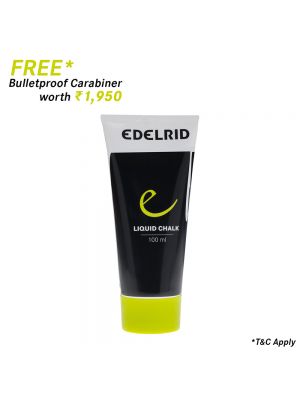 FREE*
Bulletproof Carabiner
worth ₹1,950
EDELRID
e
LIQUID CHALK
100 ml
*T&C Apply